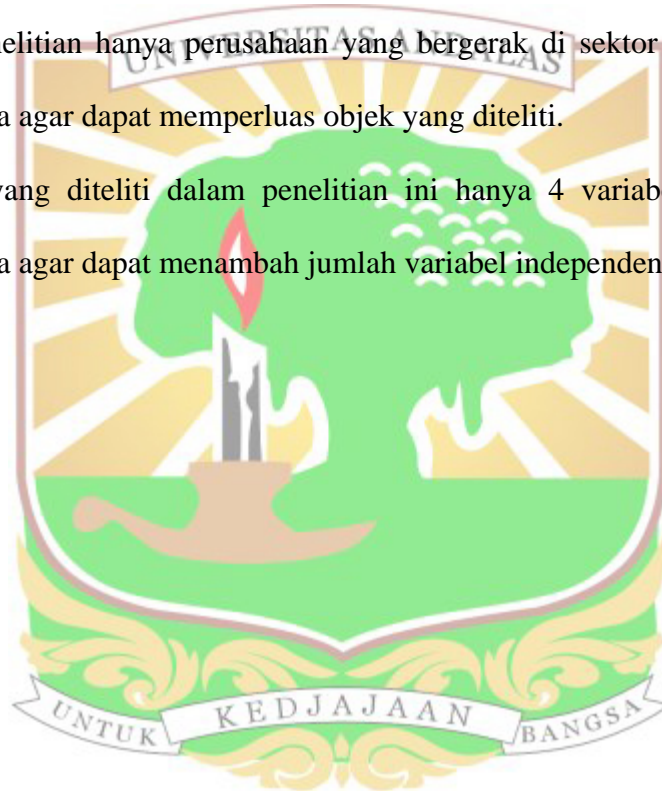 nelitian hanya perusahaan yang bergerak di sektor
UNIVERSITAS ANDALAS
a agar dapat memperluas objek yang diteliti.
yang diteliti dalam penelitian ini hanya 4 variab
a agar dapat menambah jumlah variabel independen
UNTUK KEDJAJAAN BANGSA